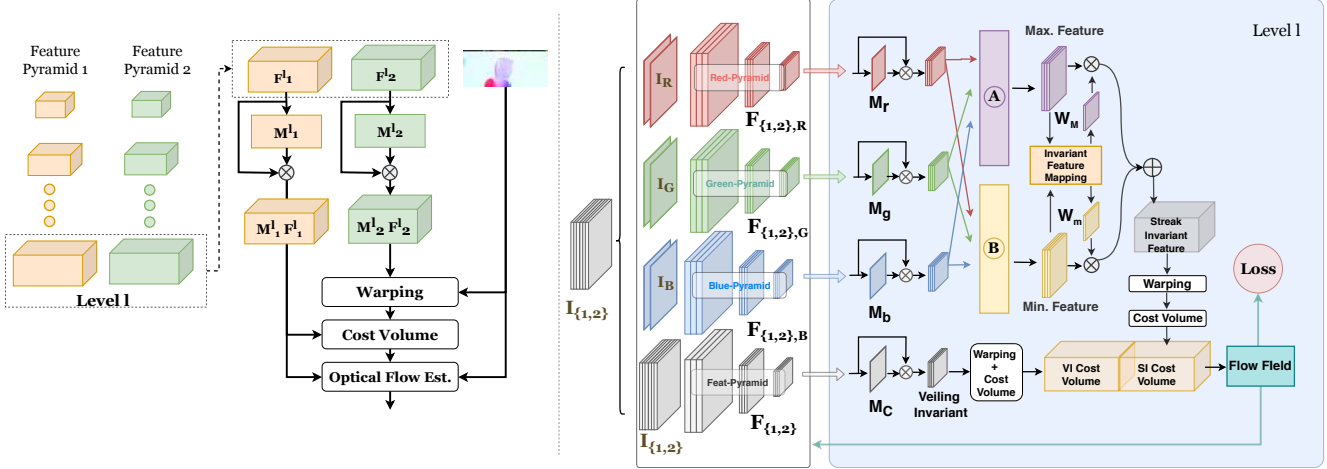 Feature
Pyramid 1
Feature
Pyramid 2
Level l
F^l_1
F^l_2
M^l_1
M^l_2
M^l_1 F^l_1
M^l_2 F^l_2
Warping
Cost Volume
Optical Flow Est.
I_{1,2}
I_R
Red-Pyramid
F_{1,2},R
I_G
Green-Pyramid
F_{1,2},G
I_B
Blue-Pyramid
F_{1,2},B
Feat-Pyramid
F_{1,2}
I_{1,2}
Level l
M_r
M_g
M_b
M_C
A
B
Max. Feature
W_M
Invariant
Feature
Mapping
W_m
Min. Feature
Streak
Invariant
Feature
Warping
Cost Volume
Veiling
Invariant
Warping
+
Cost
Volume
VI Cost
Volume
SI Cost
Volume
Flow Field
Loss